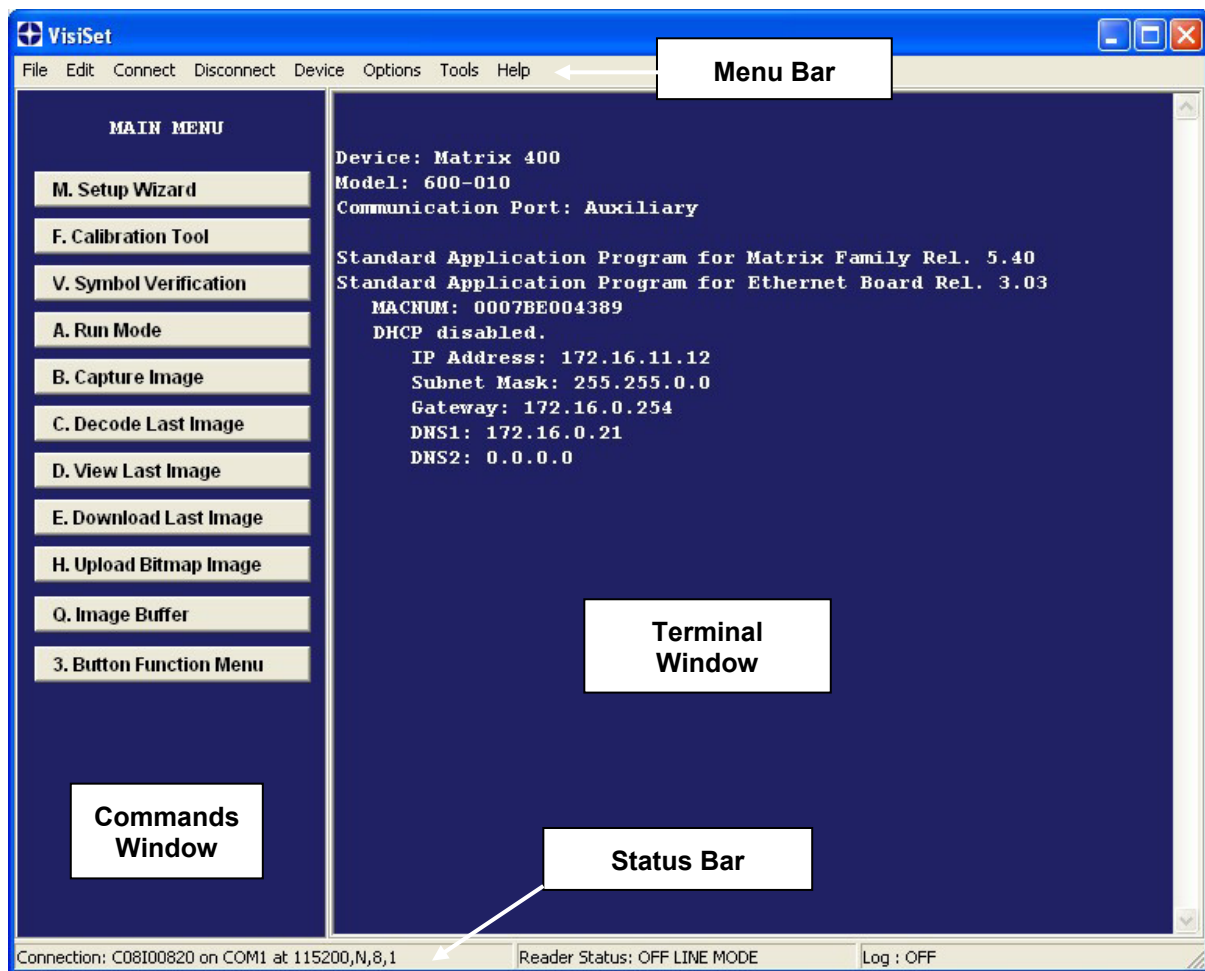 VisiSet
File Edit Connect Disconnect Device Options Tools Help
Menu Bar
MAIN MENU
M. Setup Wizard
F. Calibration Tool
V. Symbol Verification
A. Run Mode
B. Capture Image
C. Decode Last Image
D. View Last Image
E. Download Last Image
H. Upload Bitmap Image
Q. Image Buffer
3. Button Function Menu
Commands
Window
Device: Matrix 400
Model: 600-010
Communication Port: Auxiliary
Standard Application Program for Matrix Family Rel. 5.40
Standard Application Program for Ethernet Board Rel. 3.03
MACNUM: 0007BE004389
DHCP disabled.
IP Address: 172.16.11.12
Subnet Mask: 255.255.0.0
Gateway: 172.16.0.254
DNS1: 172.16.0.21
DNS2: 0.0.0.0
Terminal
Window
Status Bar
Connection: C08I00820 on COM1 at 115200,N,8,1
Reader Status: OFF LINE MODE
Log : OFF